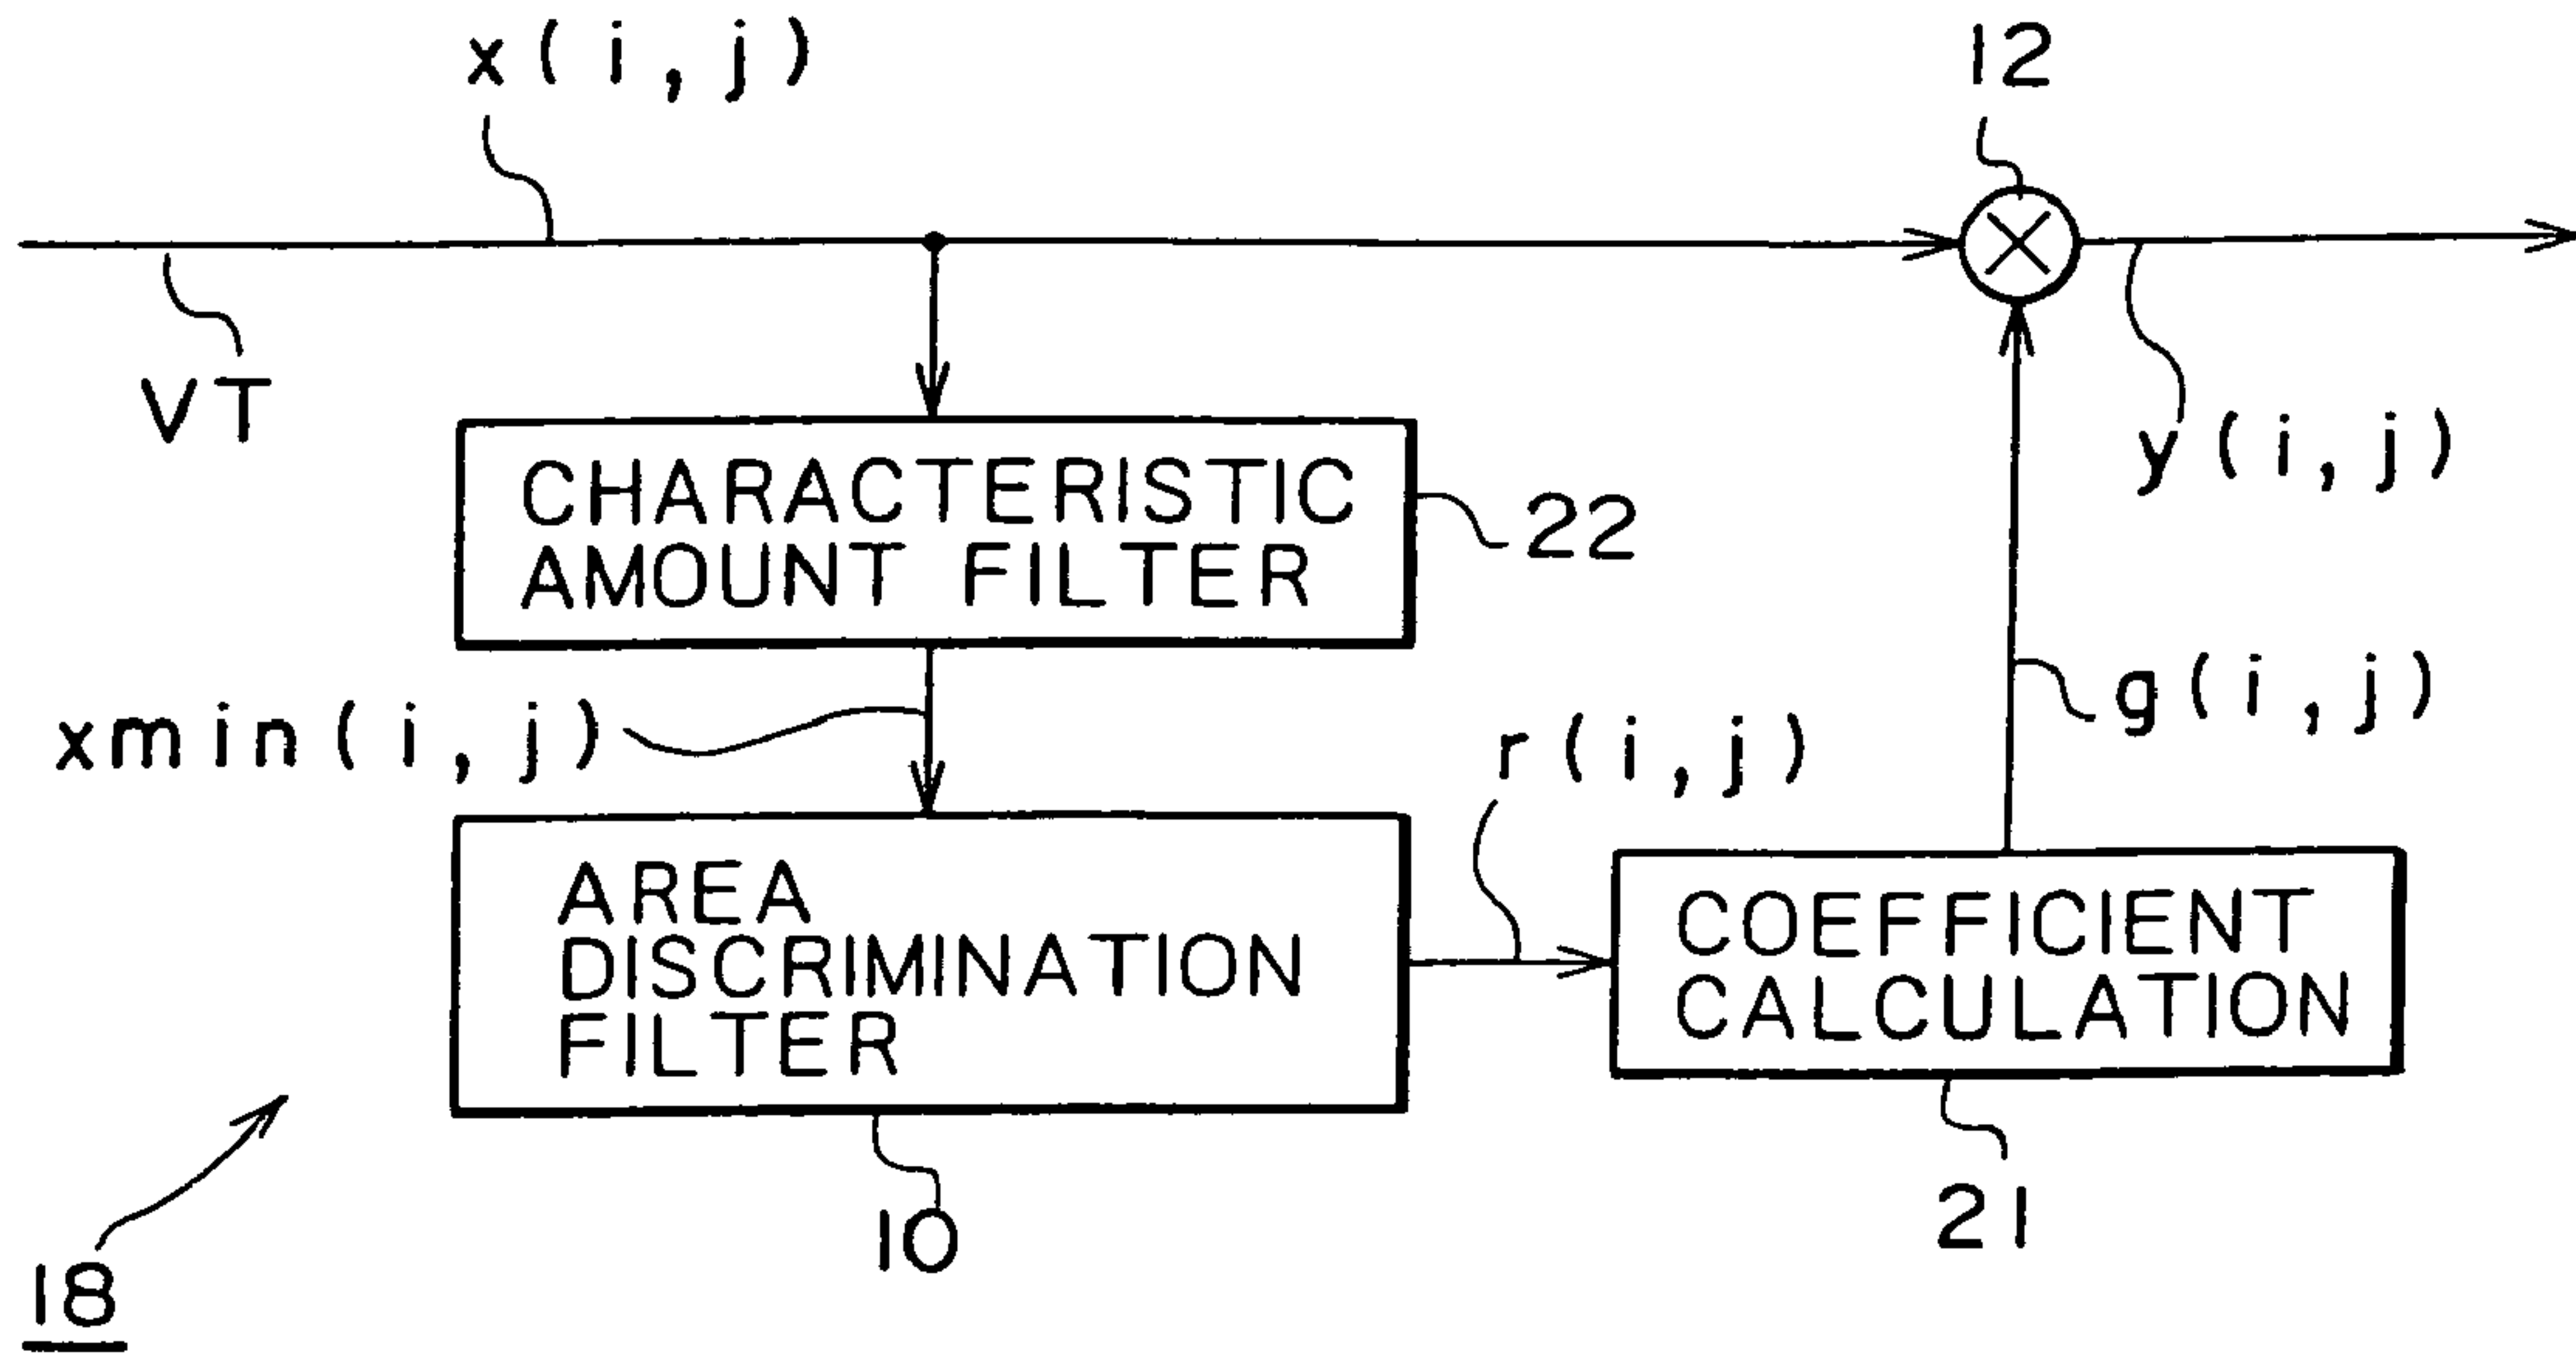 x(i,j)
12
VT
CHARACTERISTIC
AMOUNT FILTER
22
y(i,j)
xmin(i,j)
r(i,j)
g(i,j)
AREA
DISCRIMINATION
FILTER
COEFFICIENT
CALCULATION
10
21
18